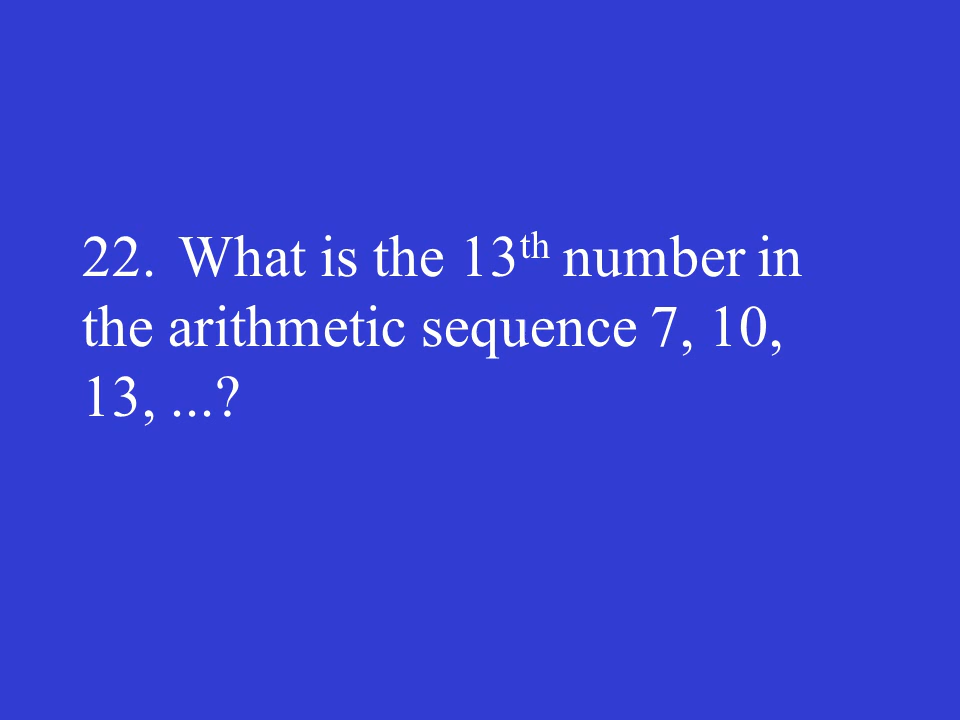 22. What is the 13th number in
the arithmetic sequence 7, 10,
13, ...?